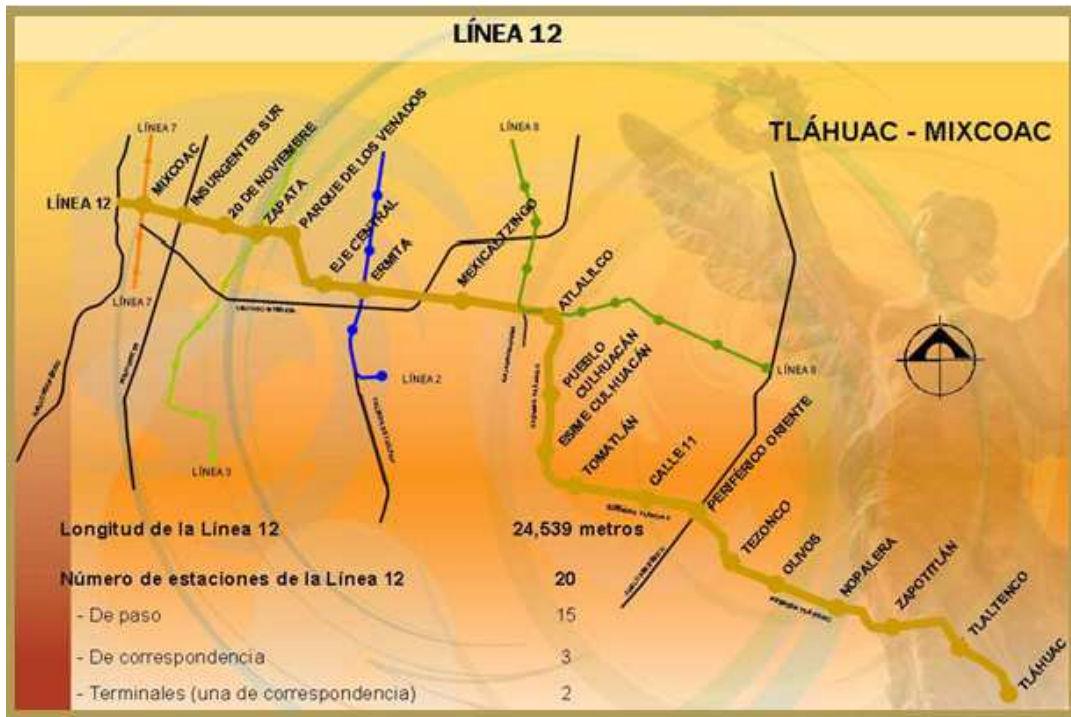 LÍNEA 12
TLÁHUAC - MIXCOAC
LÍNEA 7
LÍNEA 8
LÍNEA 12
MIXCOAC
INSURGENTES SUR
20 DE NOVIEMBRE
ZAPATA
PARQUE DE LOS VENADOS
EJE CENTRAL
ERMITA
MEXICALTZINGO
ATLALILCO
LÍNEA 7
LÍNEA 2
LÍNEA 8
LÍNEA 3
PUEBLO
CULHUACÁN
ESIME CULHUACÁN
TOMATLÁN
CALLE 11
PERIFÉRICO ORIENTE
TEZONCO
OLIVOS
NOPALERA
ZAPOTITLÁN
TLALTENCO
TLÁHUAC
Longitud de la Línea 12 24,539 metros
Número de estaciones de la Línea 12 20
- De paso 15
- De correspondencia 3
- Terminales (una de correspondencia) 2